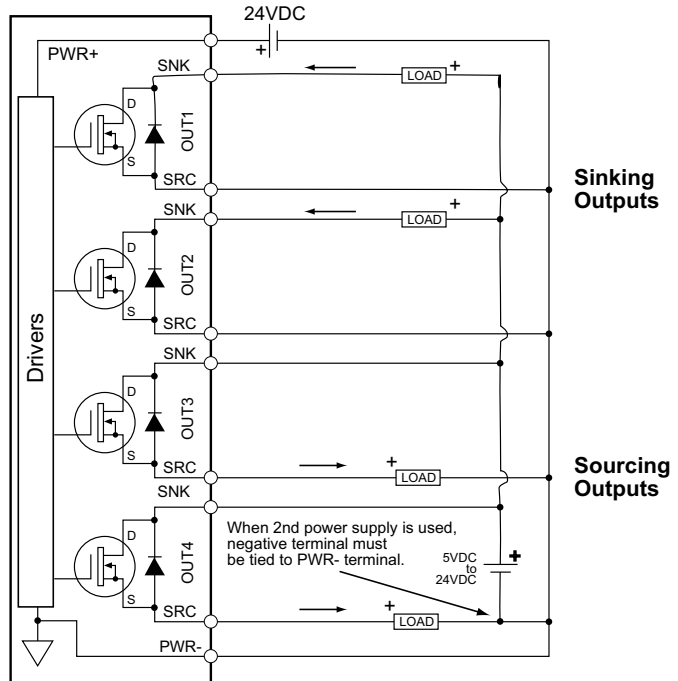 24VDC
+
PWR+
SNK
LOAD
+
D
OUT1
S
SRC
Sinking
Outputs
SNK
LOAD
+
D
OUT2
S
SRC
Drivers
SNK
D
OUT3
S
SRC
+
LOAD
Sourcing
Outputs
SNK
When 2nd power supply is used,
negative terminal must
be tied to PWR- terminal.
D
OUT4
5VDC
to
24VDC
+
S
SRC
+
LOAD
PWR-